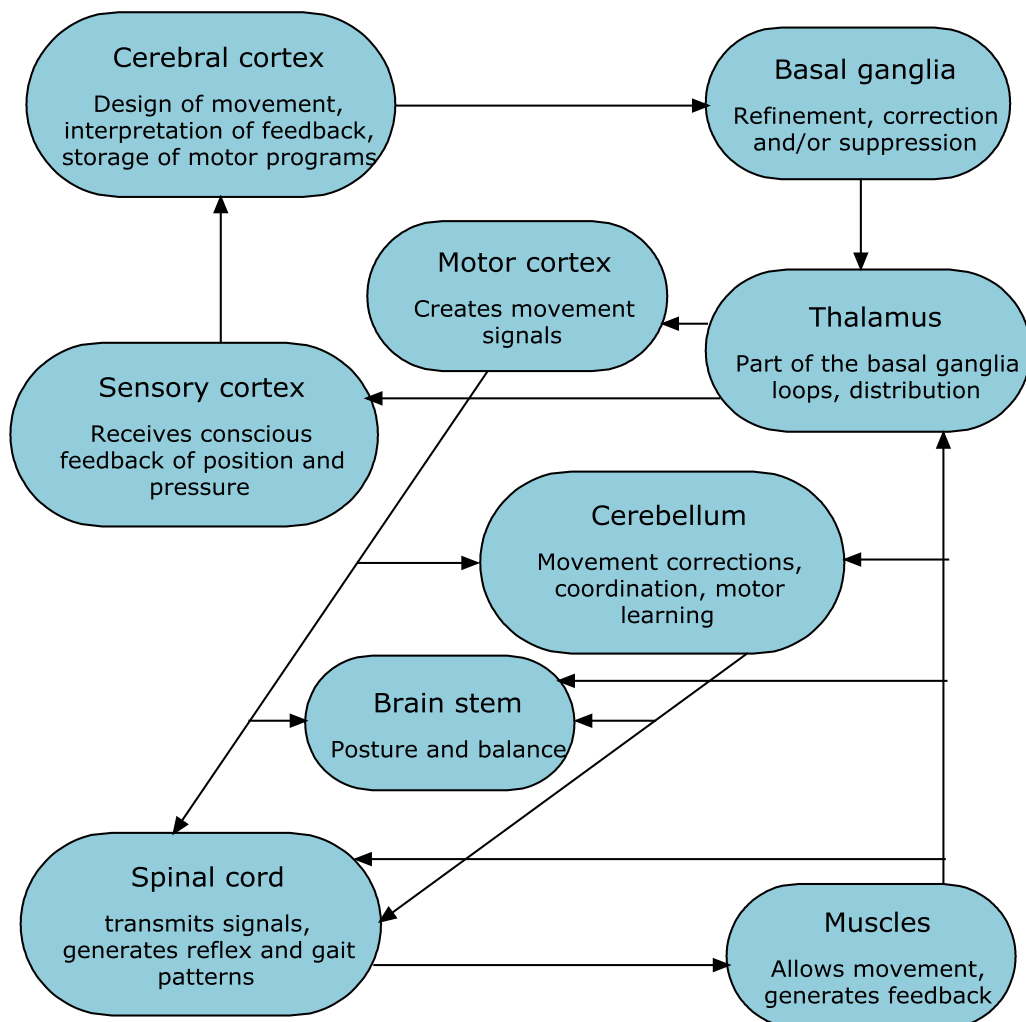 Cerebral cortex
Design of movement,
interpretation of feedback,
storage of motor programs
Basal ganglia
Refinement, correction
and/or suppression
Motor cortex
Creates movement
signals
Thalamus
Part of the basal ganglia
loops, distribution
Sensory cortex
Receives conscious
feedback of position and
pressure
Cerebellum
Movement corrections,
coordination, motor
learning
Brain stem
Posture and balance
Spinal cord
transmits signals,
generates reflex and gait
patterns
Muscles
Allows movement,
generates feedback